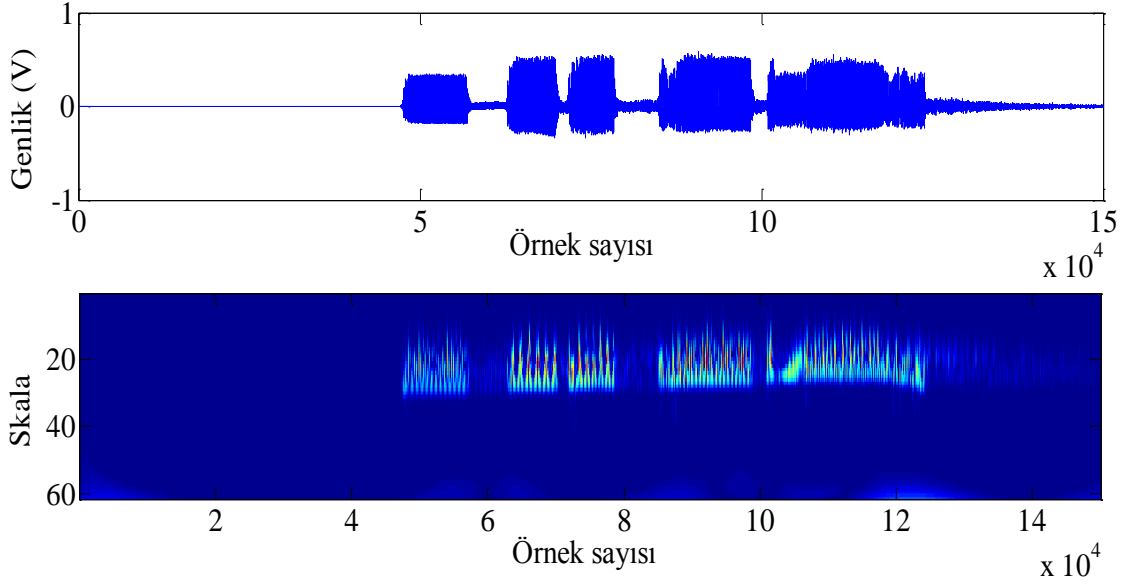 1
0
-1
Genlik (V)
0 5 10 15
Örnek sayısı
x 10^4
20
40
60
Skala
2 4 6 8 10 12 14
Örnek sayısı
x 10^4